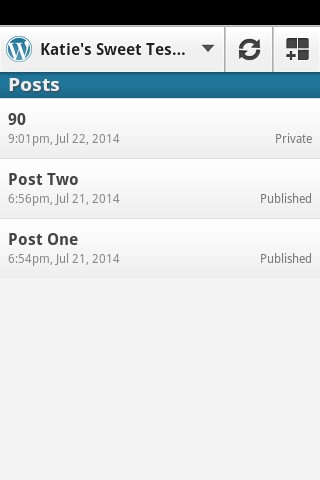 Katie's Sweet Tes...
Posts
90
9:01pm, Jul 22, 2014
Private
Post Two
6:56pm, Jul 21, 2014
Published
Post One
6:54pm, Jul 21, 2014
Published